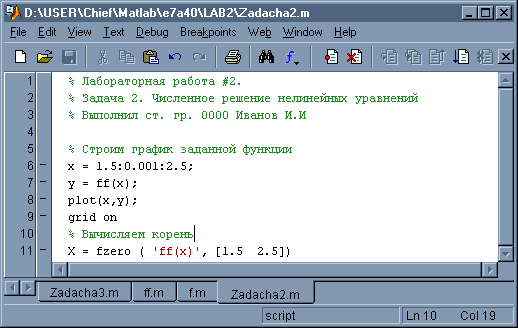 D:\USER\Chief\Matlab\e7a40\LAB2\Zadacha2.m
File Edit View Text Debug Breakpoints Web Window Help
1 % Лабораторная работа #2.
2 % Задача 2. Численное решение нелинейных уравнений
3 % Выполнил ст. гр. 0000 Иванов И.И
4
5 % Строим график заданной функции
6 – x = 1.5:0.001:2.5;
7 – y = ff(x);
8 – plot(x,y);
9 – grid on
10 % Вычисляем корень
11 – X = fzero ( 'ff(x)', [1.5 2.5])
Zadacha3.m ff.m f.m Zadacha2.m
script Ln 10 Col 19